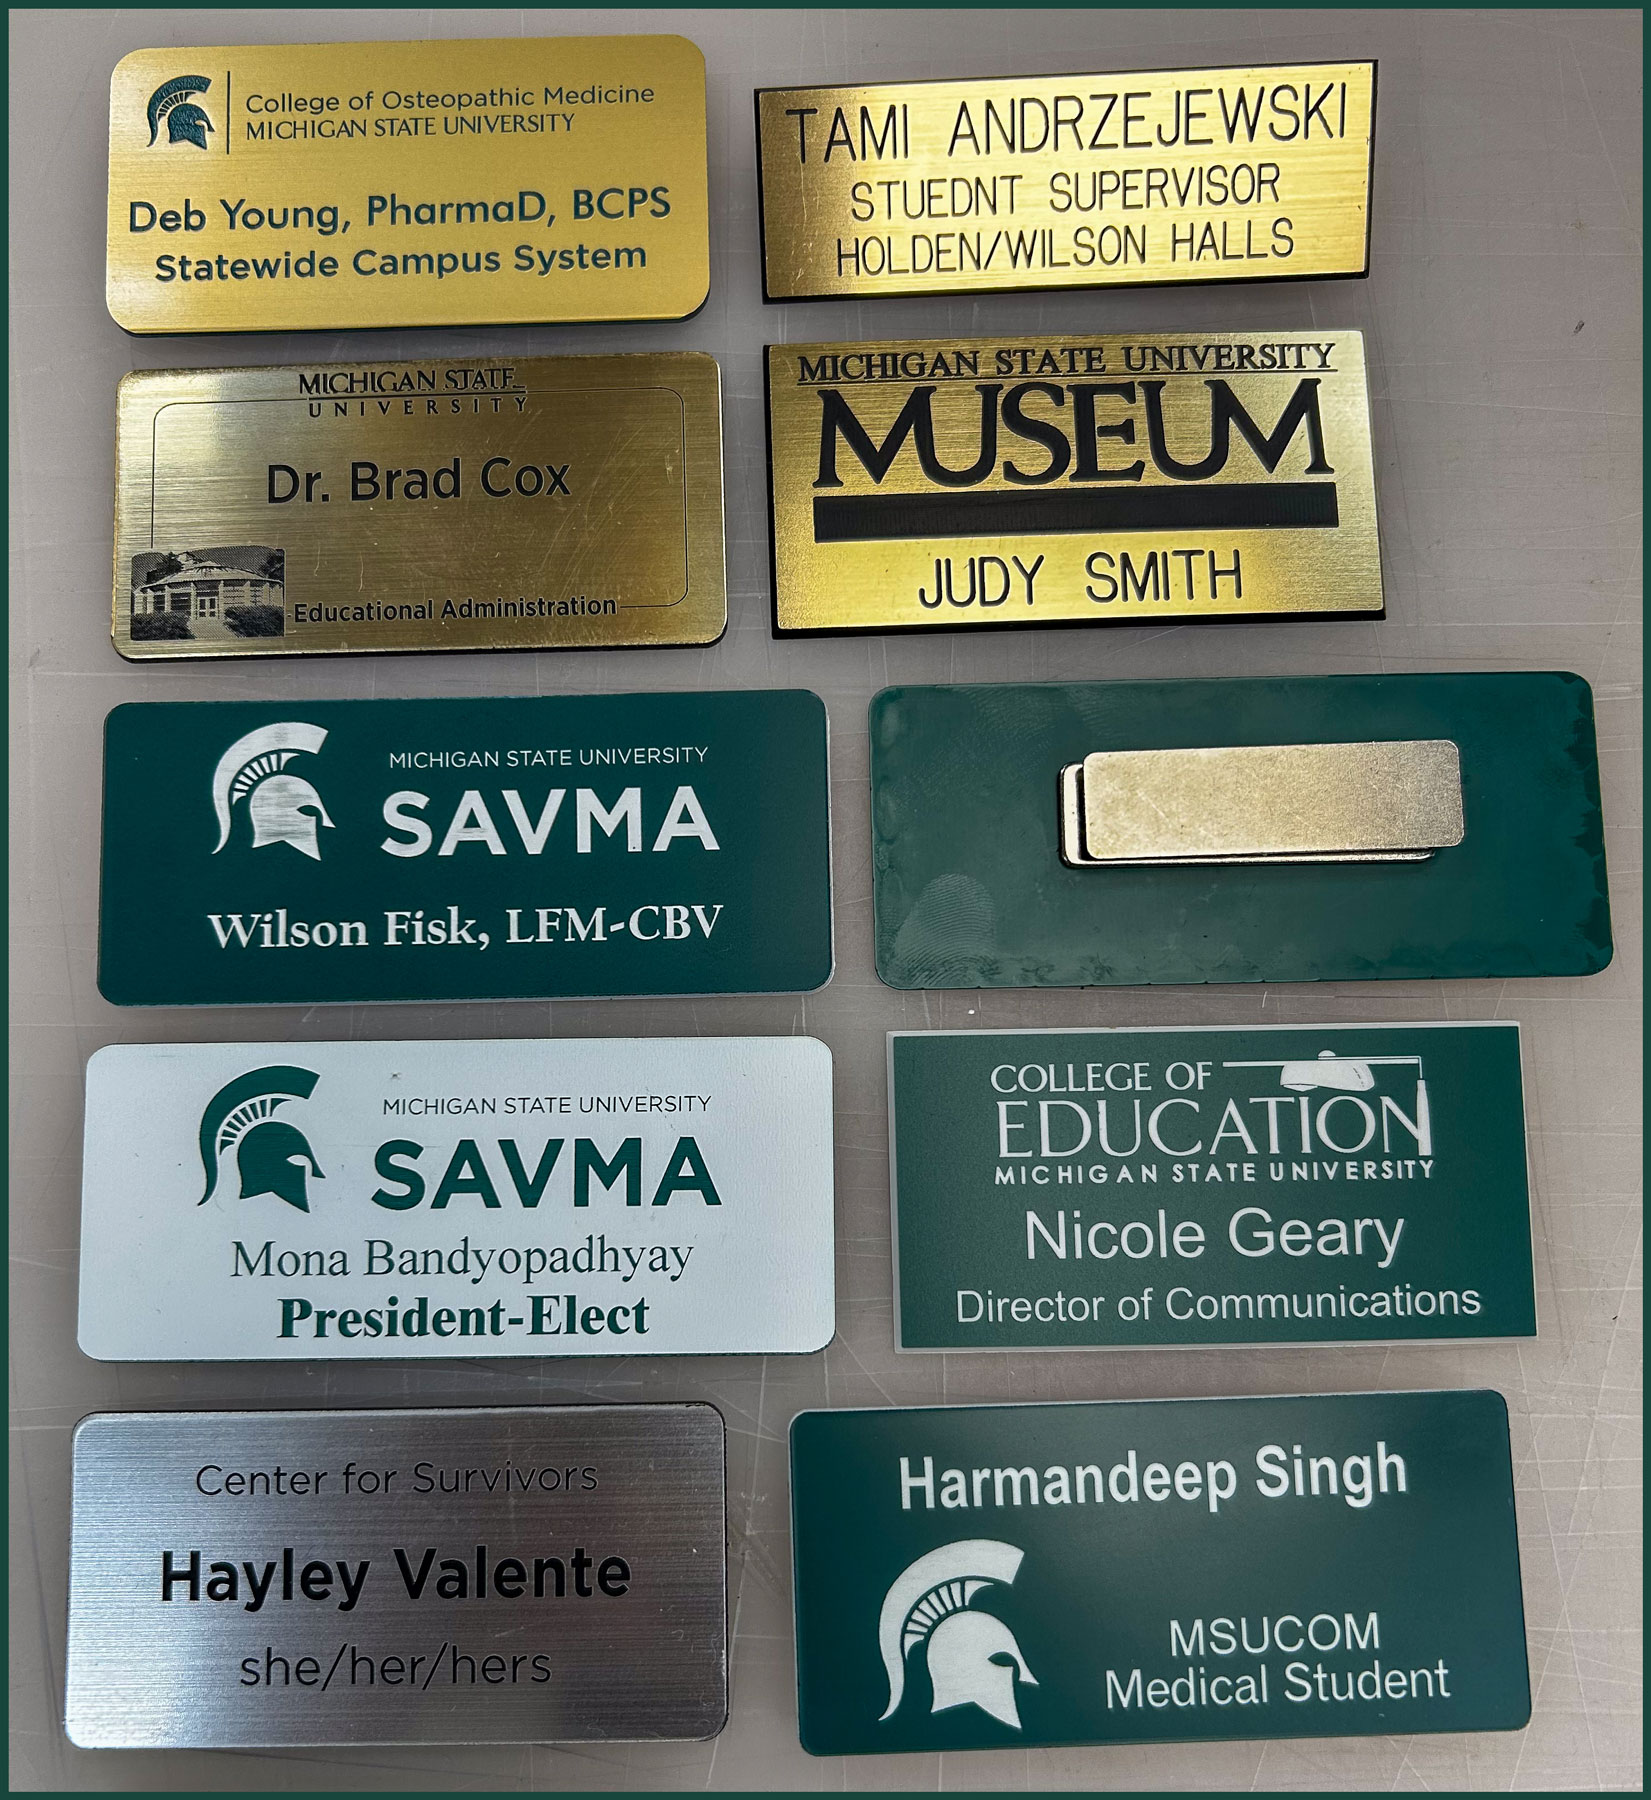 College of Osteopathic Medicine
MICHIGAN STATE UNIVERSITY
Deb Young, PharmaD, BCPS
Statewide Campus System
TAMI ANDRZEJEWSKI
STUEDNT SUPERVISOR
HOLDEN/WILSON HALLS
MICHIGAN STATE
UNIVERSITY
Dr. Brad Cox
Educational Administration
MICHIGAN STATE UNIVERSITY
MUSEUM
JUDY SMITH
MICHIGAN STATE UNIVERSITY
SAVMA
Wilson Fisk, LFM-CBV
MICHIGAN STATE UNIVERSITY
SAVMA
Mona Bandyopadhyay
President-Elect
COLLEGE OF
EDUCATION
MICHIGAN STATE UNIVERSITY
Nicole Geary
Director of Communications
Center for Survivors
Hayley Valente
she/her/hers
Harmandeep Singh
MSUCOM
Medical Student